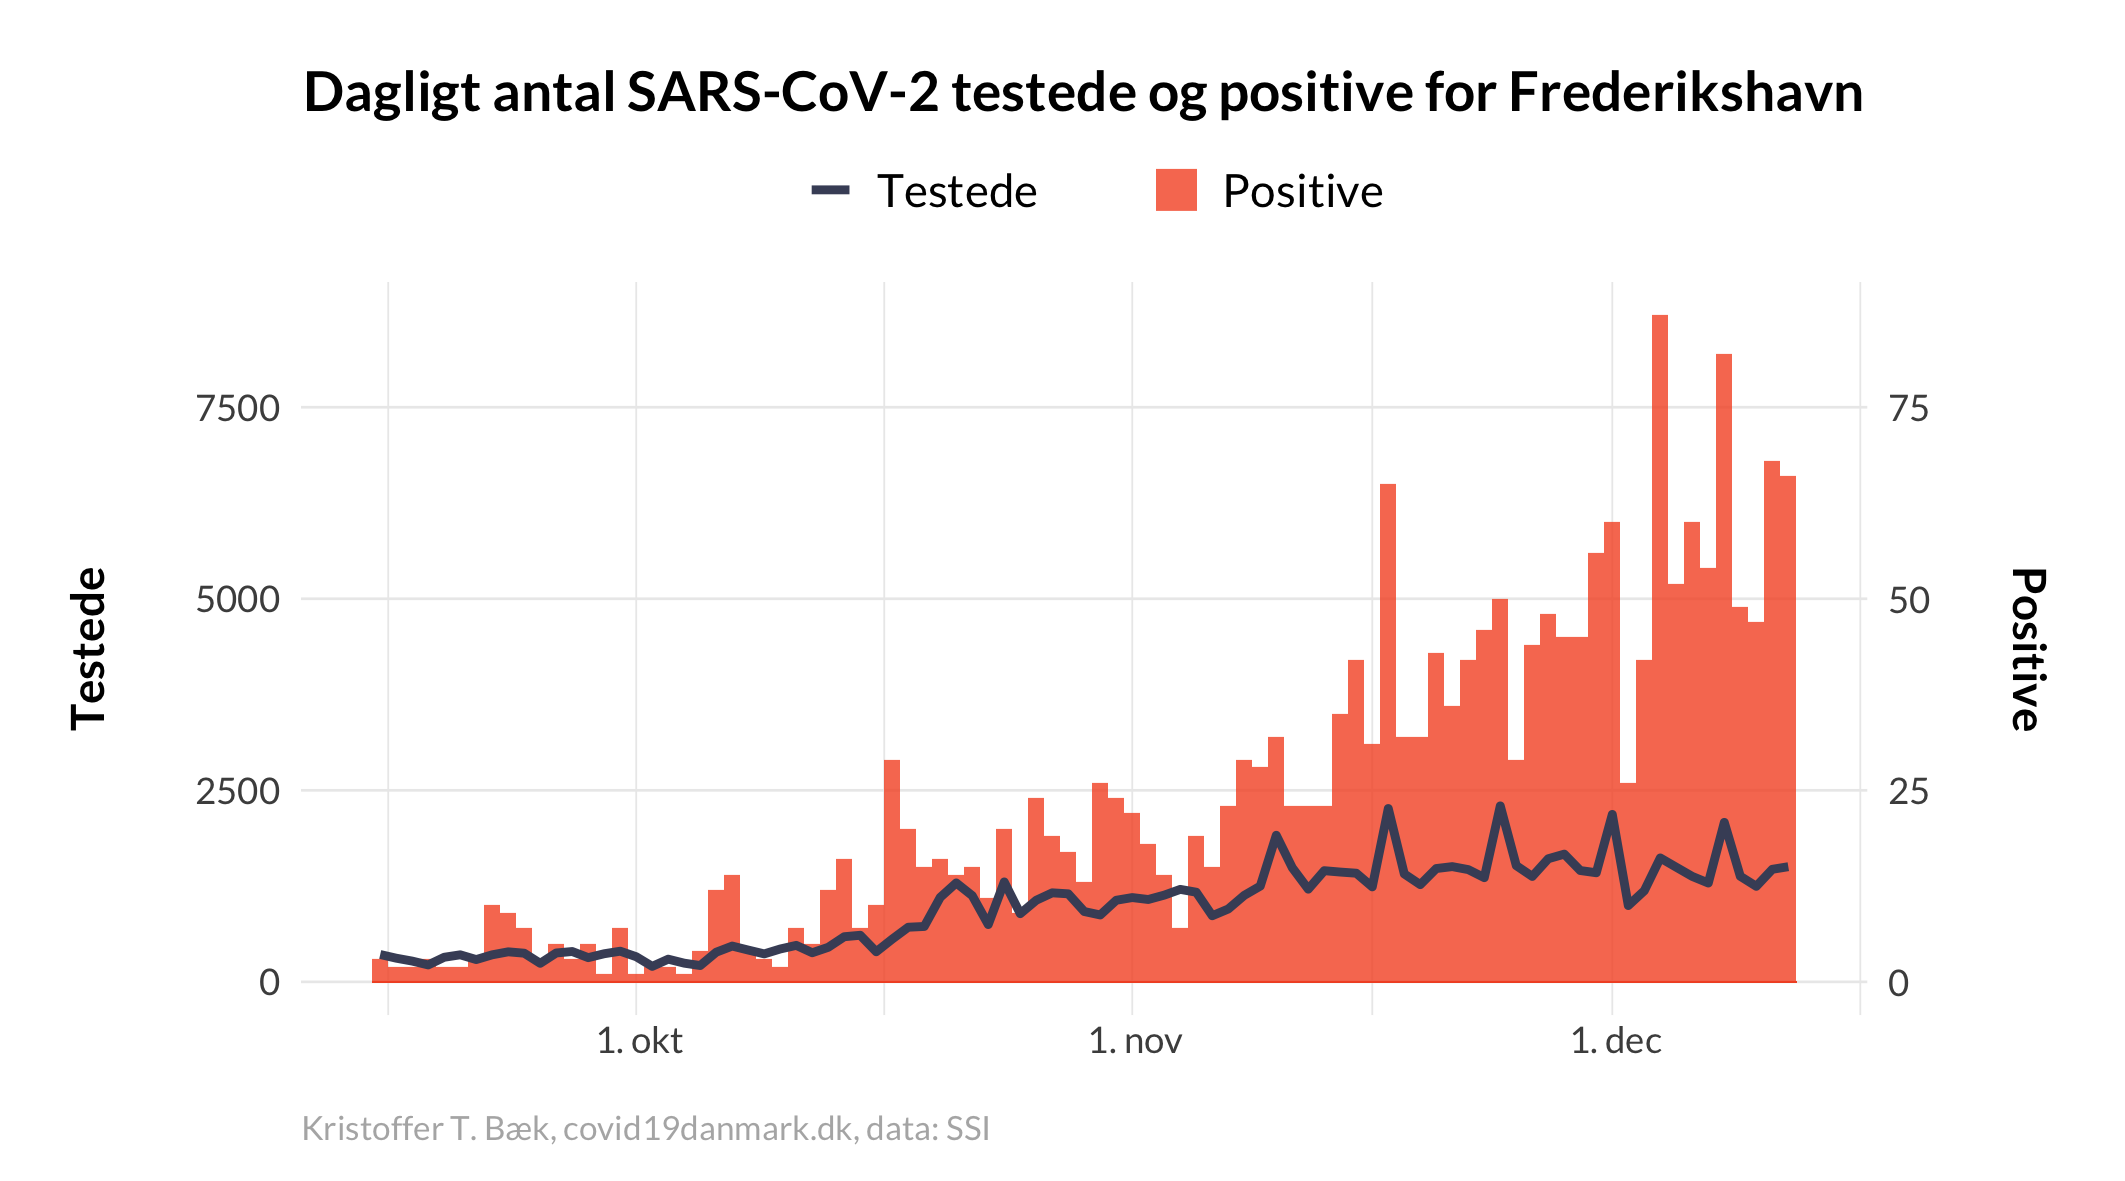 Dagligt antal SARS-CoV-2 testede og positive for Frederikshavn
Testede
Positive
7500
5000
2500
0
75
50
25
0
Testede
Positive
1. okt
1. nov
1. dec
Kristoffer T. Bæk, covid19danmark.dk, data: SSI